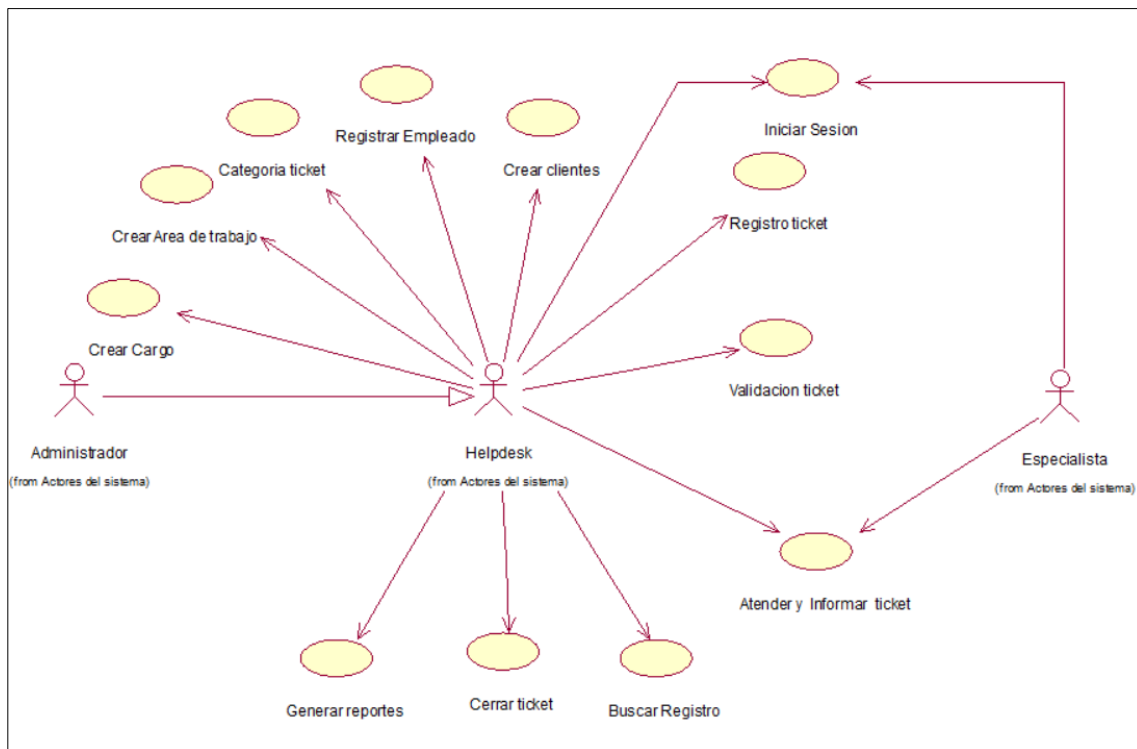 Iniciar Sesion
Registrar Empleado
Categoria ticket
Crear clientes
Registro ticket
Crear Area de trabajo
Crear Cargo
Validacion ticket
Administrador
(from Actores del sistema)
Helpdesk
(from Actores del sistema)
Especialista
(from Actores del sistema)
Atender y Informar ticket
Generar reportes
Cerrar ticket
Buscar Registro